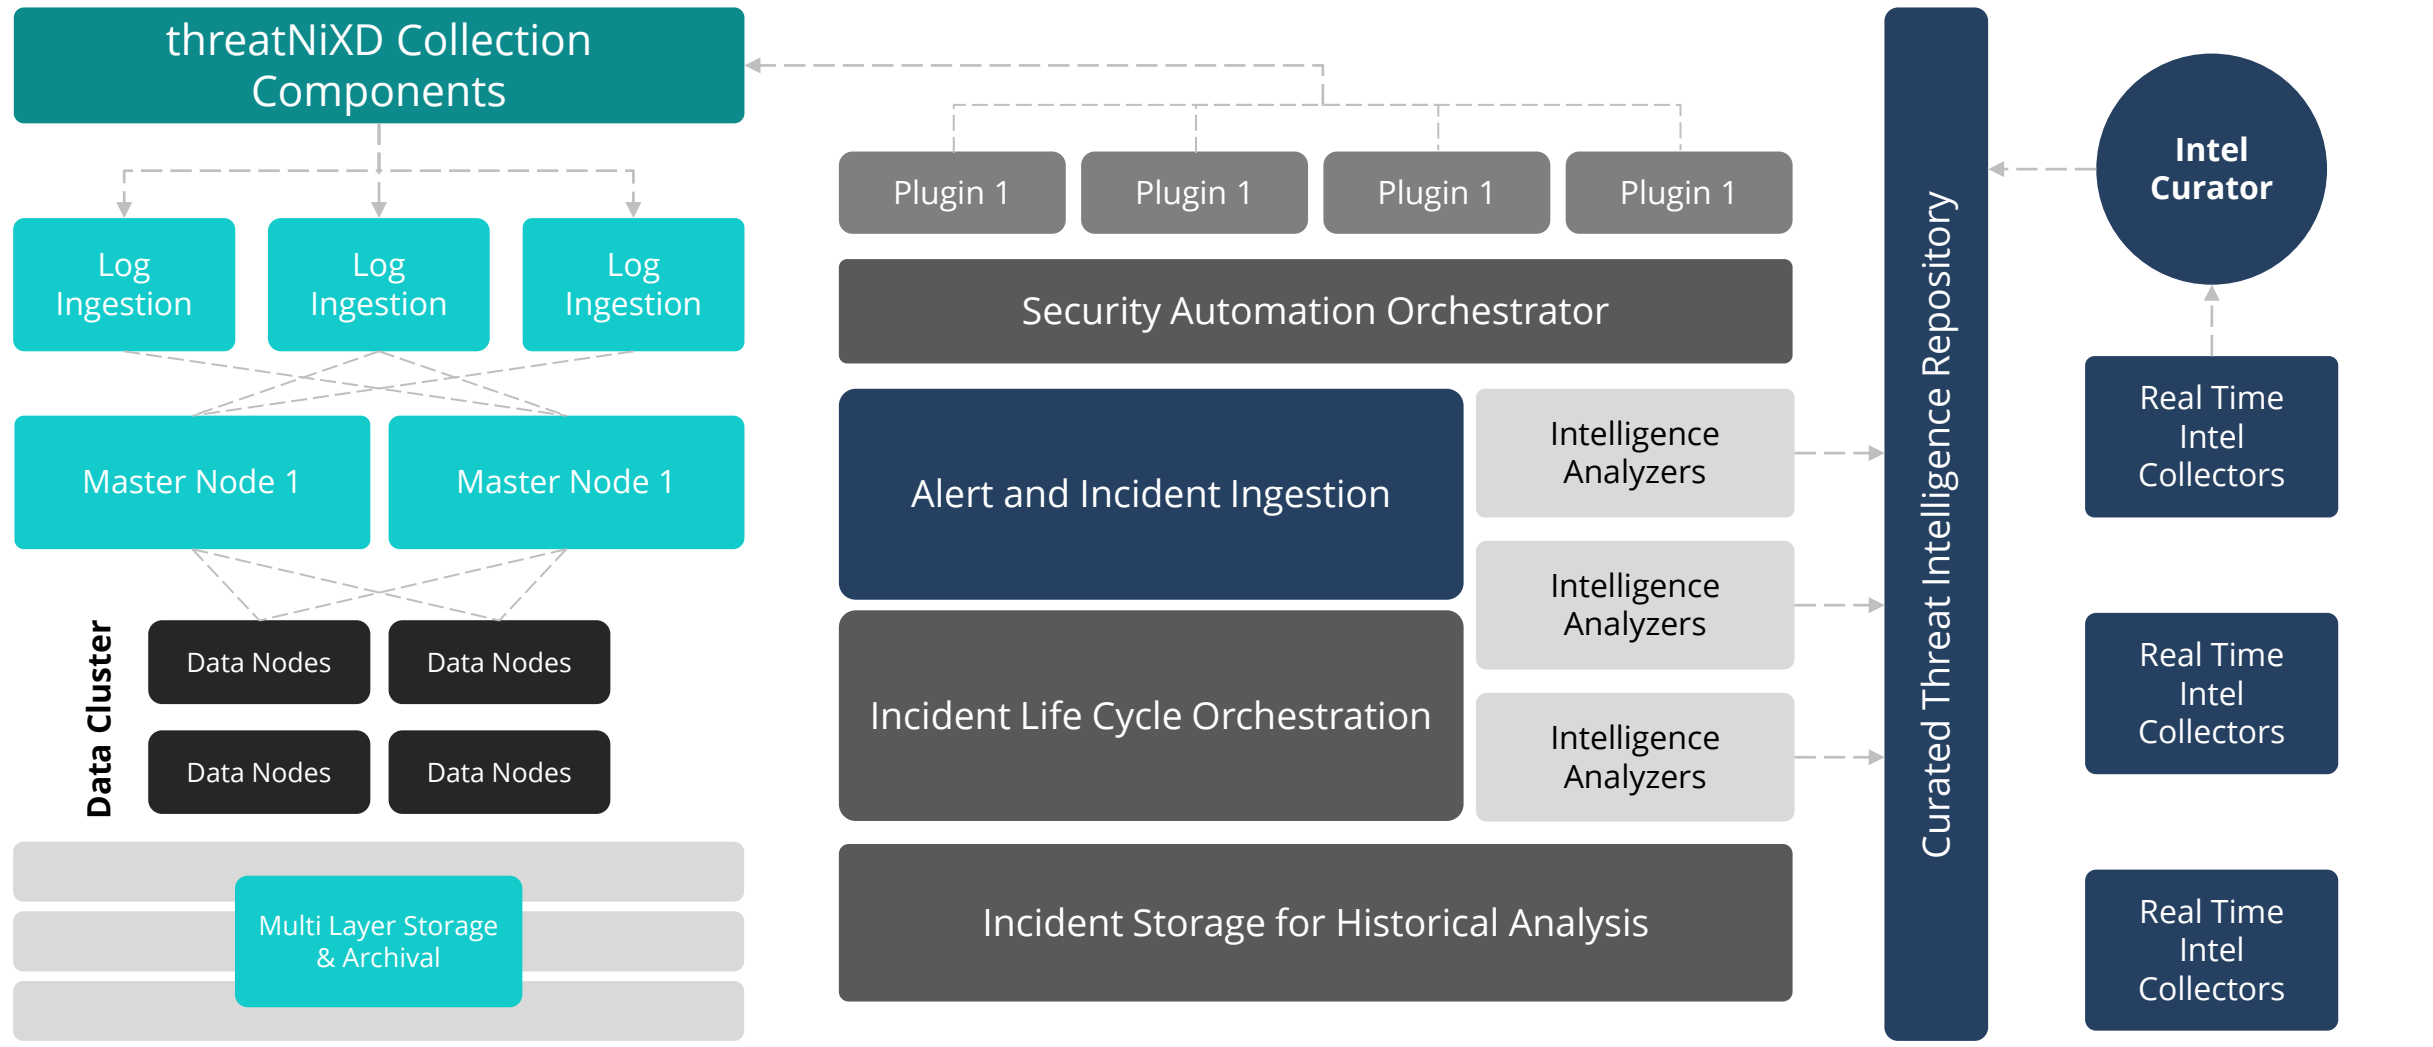 threatNiXD Collection
Components
Log
Ingestion
Log
Ingestion
Log
Ingestion
Master Node 1
Master Node 1
Data Cluster
Data Nodes
Data Nodes
Data Nodes
Data Nodes
Multi Layer Storage
& Archival
Plugin 1
Plugin 1
Plugin 1
Plugin 1
Security Automation Orchestrator
Alert and Incident Ingestion
Incident Life Cycle Orchestration
Intelligence
Analyzers
Intelligence
Analyzers
Intelligence
Analyzers
Incident Storage for Historical Analysis
Curated Threat Intelligence Repository
Intel
Curator
Real Time
Intel
Collectors
Real Time
Intel
Collectors
Real Time
Intel
Collectors